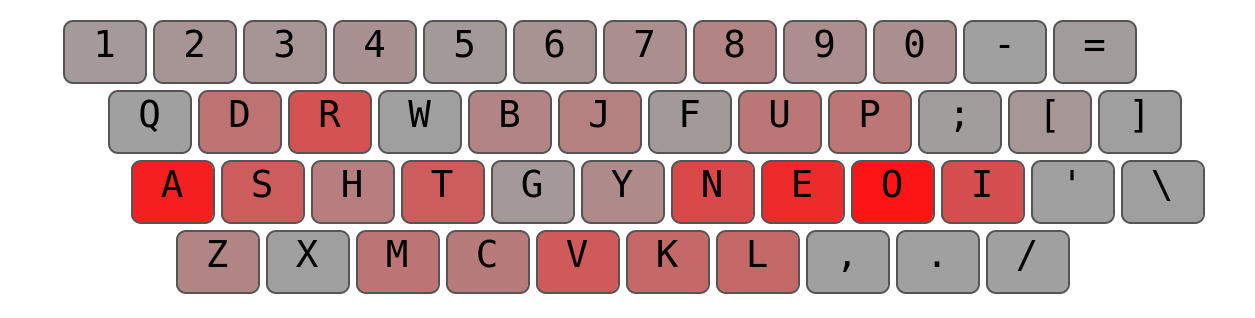 1 2 3 4 5 6 7 8 9 0 - =
Q D R W B J F U P ; [ ]
A S H T G Y N E O I ' \
Z X M C V K L , . /